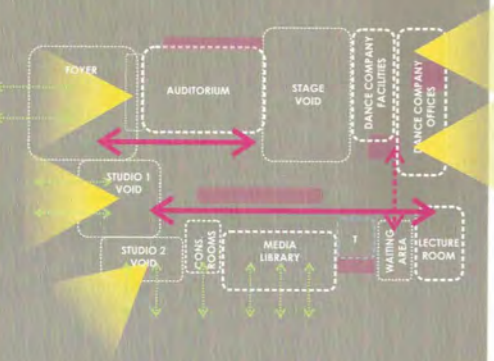 FOYER
AUDITORIUM
STAGE
VOID
DANCE COMPANY
FACILITIES
DANCE COMPANY
OFFICES
STUDIO 1
VOID
STUDIO 2
VOID
CONS.
ROOMS
MEDIA
LIBRARY
T
WAITING
AREA
LECTURE
ROOM